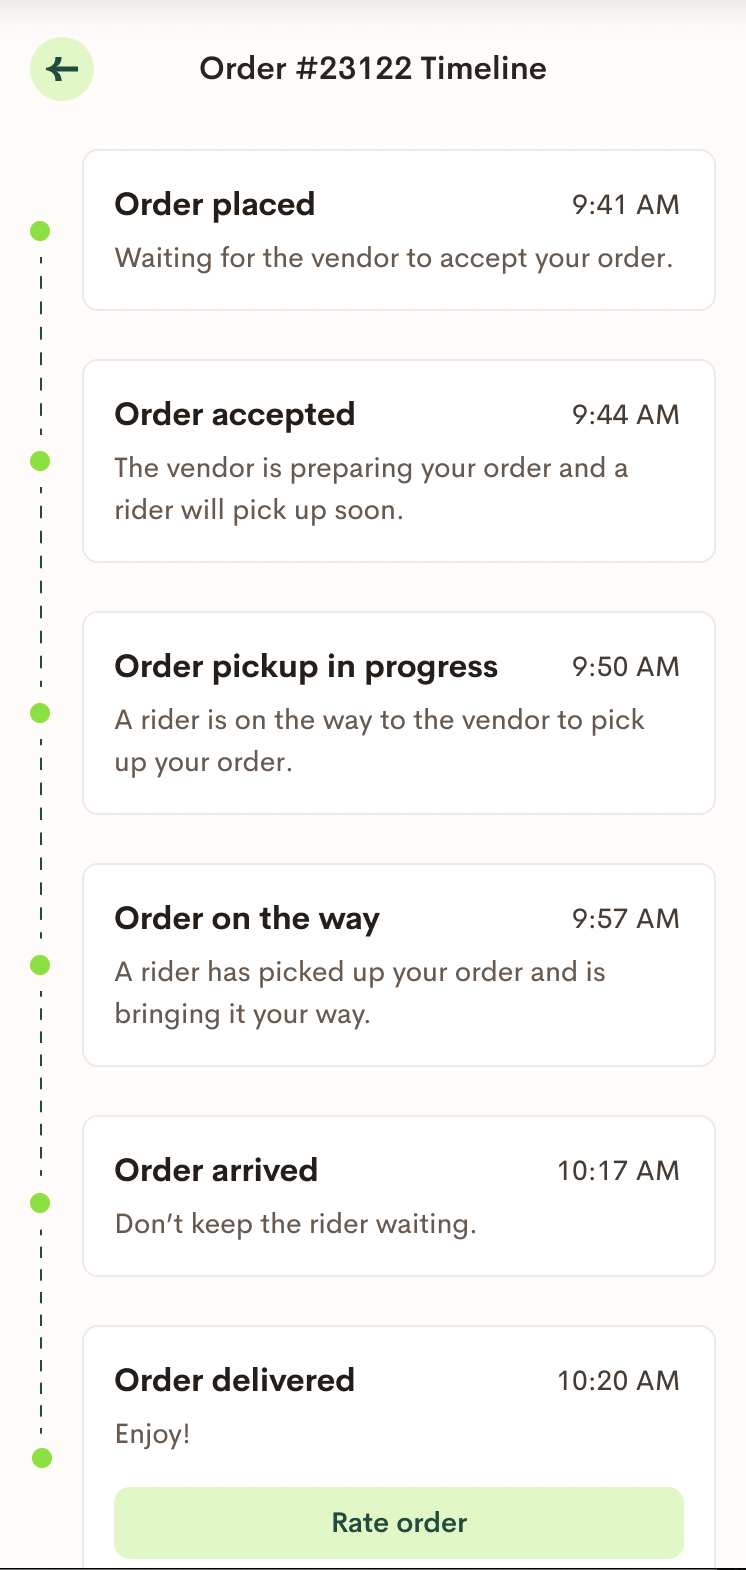 Order #23122 Timeline
Order placed 9:41 AM
Waiting for the vendor to accept your order.
Order accepted 9:44 AM
The vendor is preparing your order and a
rider will pick up soon.
Order pickup in progress 9:50 AM
A rider is on the way to the vendor to pick
up your order.
Order on the way 9:57 AM
A rider has picked up your order and is
bringing it your way.
Order arrived 10:17 AM
Don’t keep the rider waiting.
Order delivered 10:20 AM
Enjoy!
Rate order